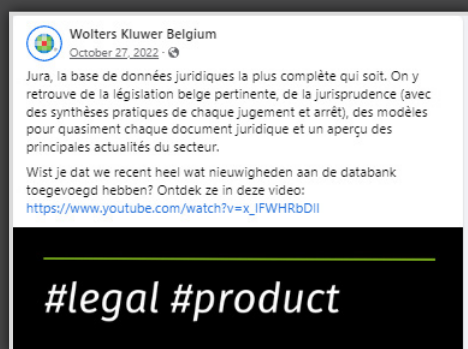 Wolters Kluwer Belgium
October 27, 2022 ·
Jura, la base de données juridiques la plus complète qui soit. On y
retrouve de la législation belge pertinente, de la jurisprudence (avec
des synthèses pratiques de chaque jugement et arrêt), des modèles
pour quasiment chaque document juridique et un aperçu des
principales actualités du secteur.
Wist je dat we recent heel wat nieuwigheden aan de databank
toegevoegd hebben? Ontdek ze in deze video:
https://www.youtube.com/watch?v=x_lFWHRbDlI
#legal #product